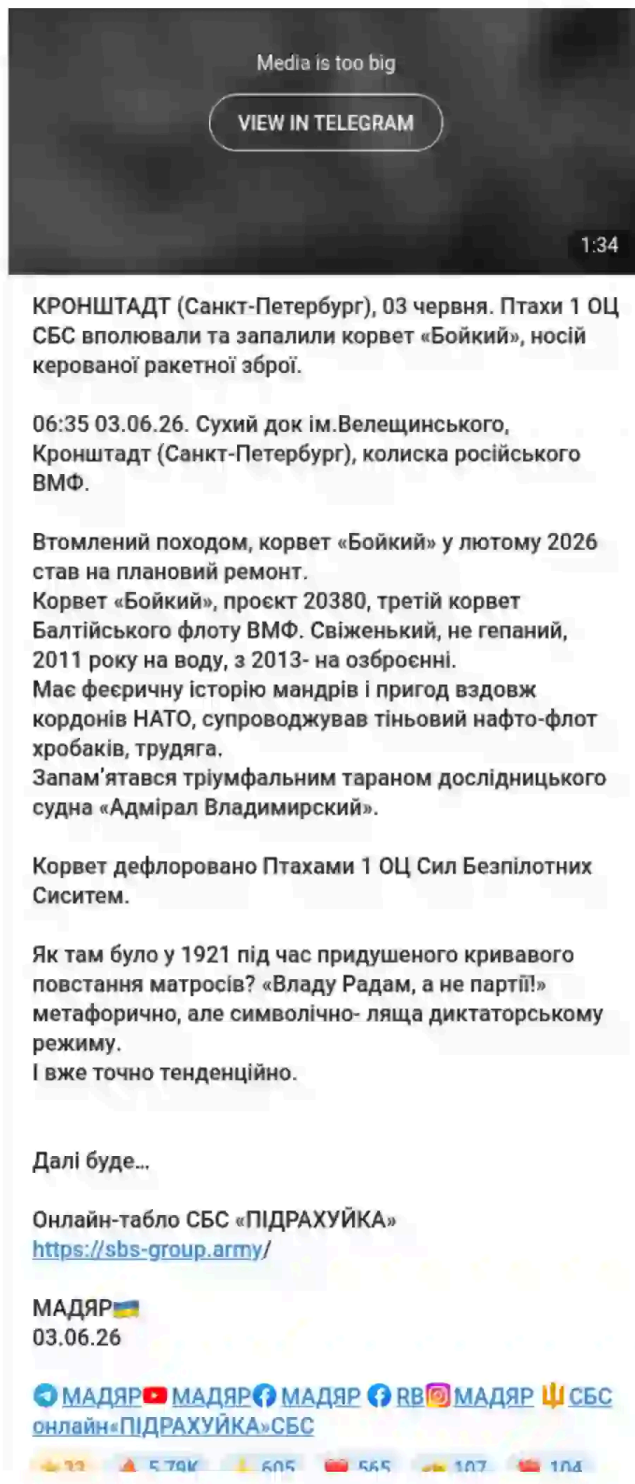 Media is too big
VIEW IN TELEGRAM
1:34
КРОНШТАДТ (Санкт-Петербург), 03 червня. Птахи 1 ОЦ
СБС вполювали та запалили корвет «Бойкий», носій
керованої ракетної зброї.
06:35 03.06.26. Сухий док ім.Велещинського,
Кронштадт (Санкт-Петербург), колиска російського
ВМФ.
Втомлений походом, корвет «Бойкий» у лютому 2026
став на плановий ремонт.
Корвет «Бойкий», проєкт 20380, третій корвет
Балтійського флоту ВМФ. Свіженький, не гепаний,
2011 року на воду, з 2013- на озброєнні.
Має феєричну історію мандрів і пригод вздовж
кордонів НАТО, супроводжував тіньовий нафто-флот
хробаків, трудяга.
Запам'ятався тріумфальним тараном дослідницького
судна «Адмірал Владимирский».
Корвет дефлоровано Птахами 1 ОЦ Сил Безпілотних
Сиситем.
Як там було у 1921 під час придушеного кривавого
повстання матросів? «Владу Радам, а не партії!»
метафорично, але символічно- ляща диктаторському
режиму.
І вже точно тенденційно.
Далі буде...
Онлайн-табло СБС «ПІДРАХУЙКА»
https://sbs-group.army/
МАДЯР🇺🇦
03.06.26
МАДЯР МАДЯР МАДЯР RB МАДЯР СБС
онлайн«ПІДРАХУЙКА»СБС
33 5.79K 605 565 107 104